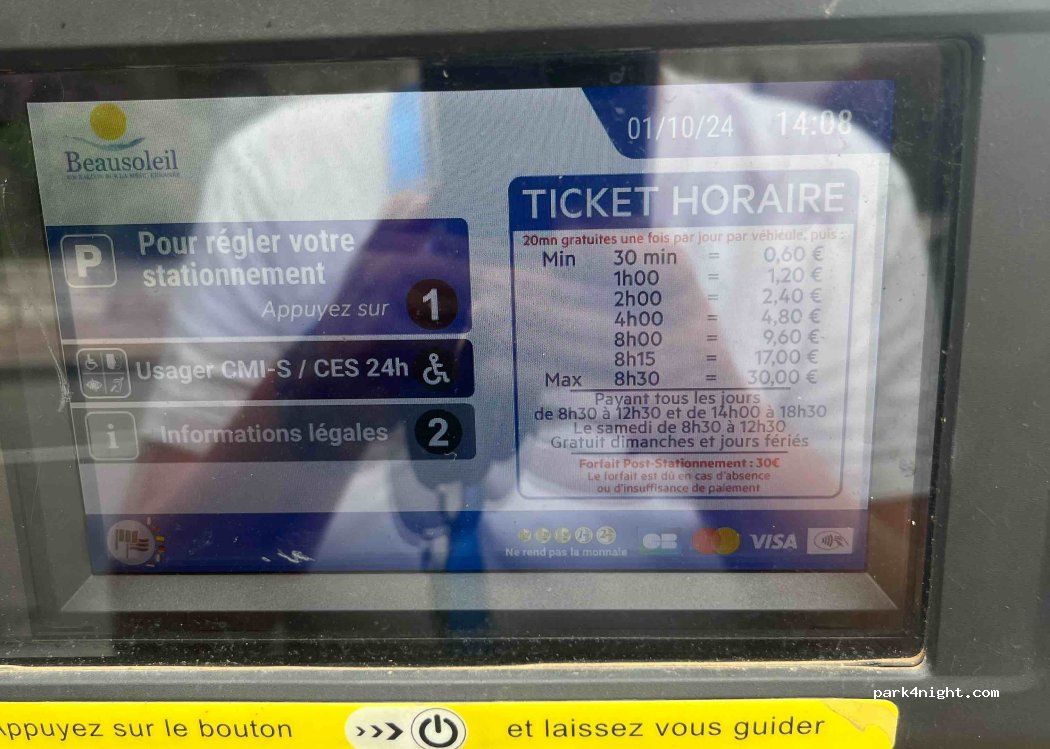 Beausoleil
01/10/24 14:08
Pour régler votre
stationnement
Appuyez sur 1
Usager CMI-S / CES 24h
Informations légales 2
TICKET HORAIRE
20mn gratuites une fois par jour par véhicule, puis :
Min 30 min = 0,60 €
1h00 = 1,20 €
2h00 = 2,40 €
4h00 = 4,80 €
8h00 = 9,60 €
8h15 = 17,00 €
Max 8h30 = 30,00 €
Payant tous les jours
de 8h30 à 12h30 et de 14h00 à 18h30
Le samedi de 8h30 à 12h30
Gratuit dimanches et jours fériés
Forfait Post-Stationnement : 30€
Le forfait est dû en cas d'absence
ou d'insuffisance de paiement
Ne rend pas la monnaie
CB VISA
park4night.com
Appuyez sur le bouton >>> et laissez vous guider